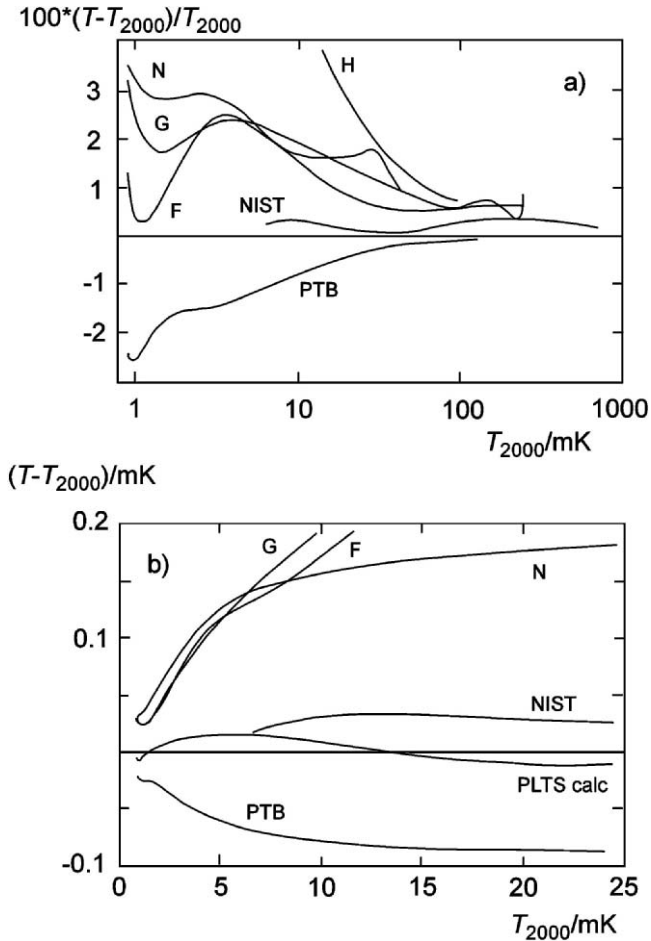 100*(T-T2000)/T2000
N
H
a)
3
G
2
1
F
NIST
-1
PTB
-2
1 10 100 1000
T2000/mK
(T-T2000)/mK
0.2
G
F
b)
N
0.1
NIST
PLTS calc
PTB
-0.1
0 5 10 15 20 25
T2000/mK